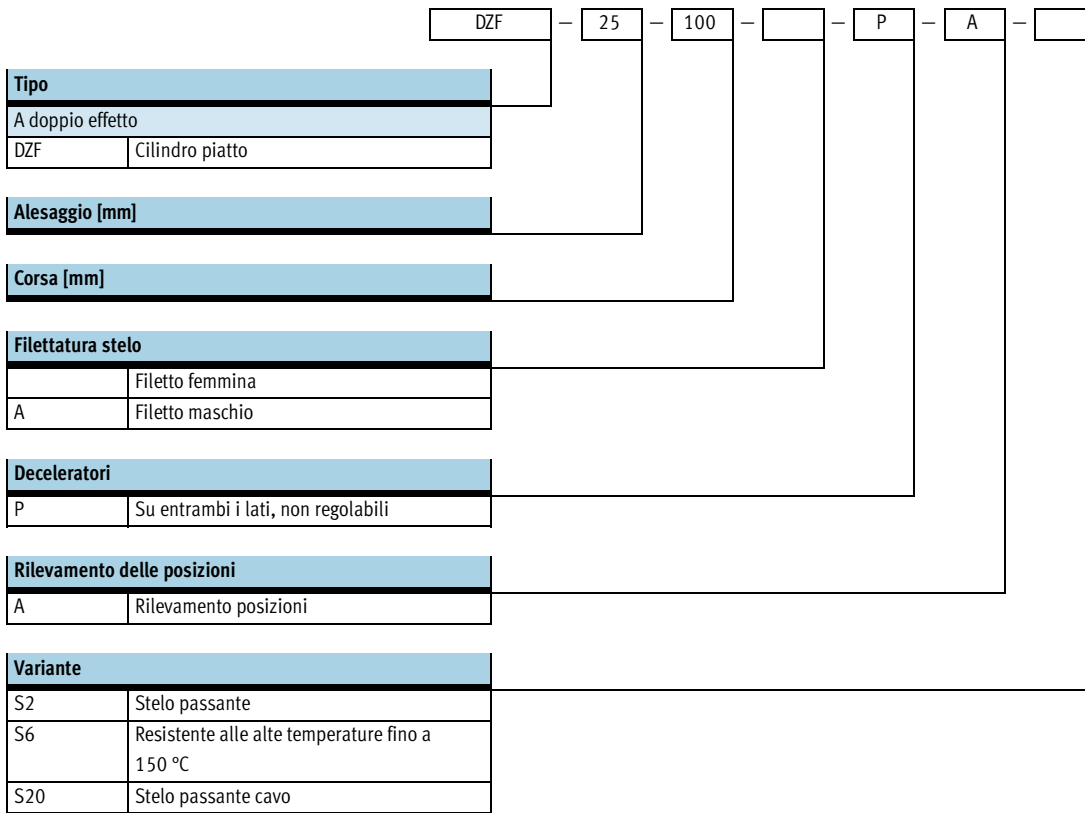 DZF – 25 – 100 – – P – A –
Tipo
A doppio effetto
DZF Cilindro piatto
Alesaggio [mm]
Corsa [mm]
Filettatura stelo
Filetto femmina
A Filetto maschio
Deceleratori
P Su entrambi i lati, non regolabili
Rilevamento delle posizioni
A Rilevamento posizioni
Variante
S2 Stelo passante
S6 Resistente alle alte temperature fino a
150 °C
S20 Stelo passante cavo